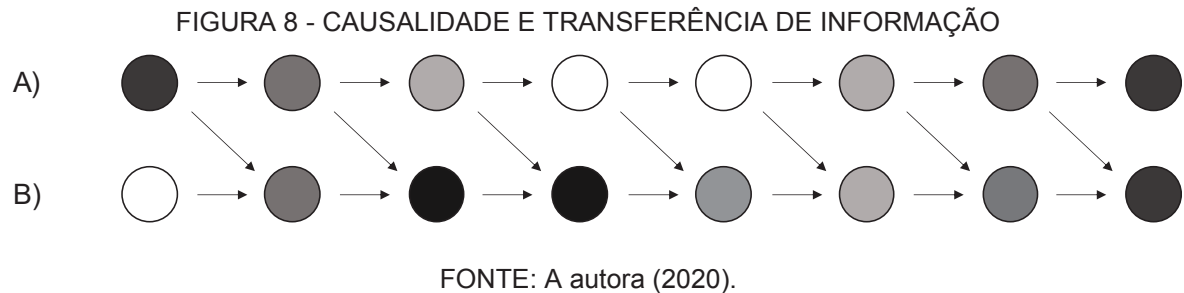 FIGURA 8 - CAUSALIDADE E TRANSFERÊNCIA DE INFORMAÇÃO
A)
B)
FONTE: A autora (2020).